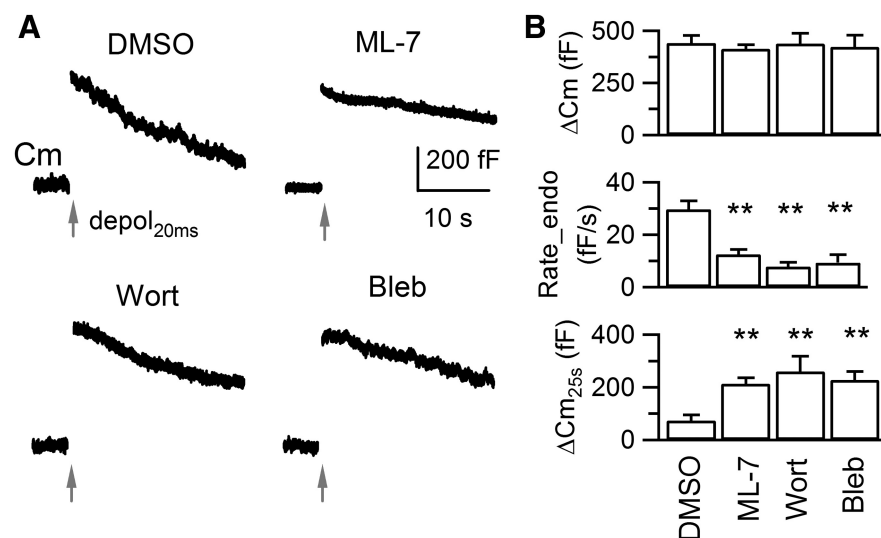 A
DMSO
ML-7
Cm
200 fF
10 s
depol20ms
Wort
Bleb
B
ΔCm (fF)
500
250
0
Rate_endo
(fF/s)
40
20
0
** ** **
ΔCm25s (fF)
400
200
0
** ** **
DMSO
ML-7
Wort
Bleb